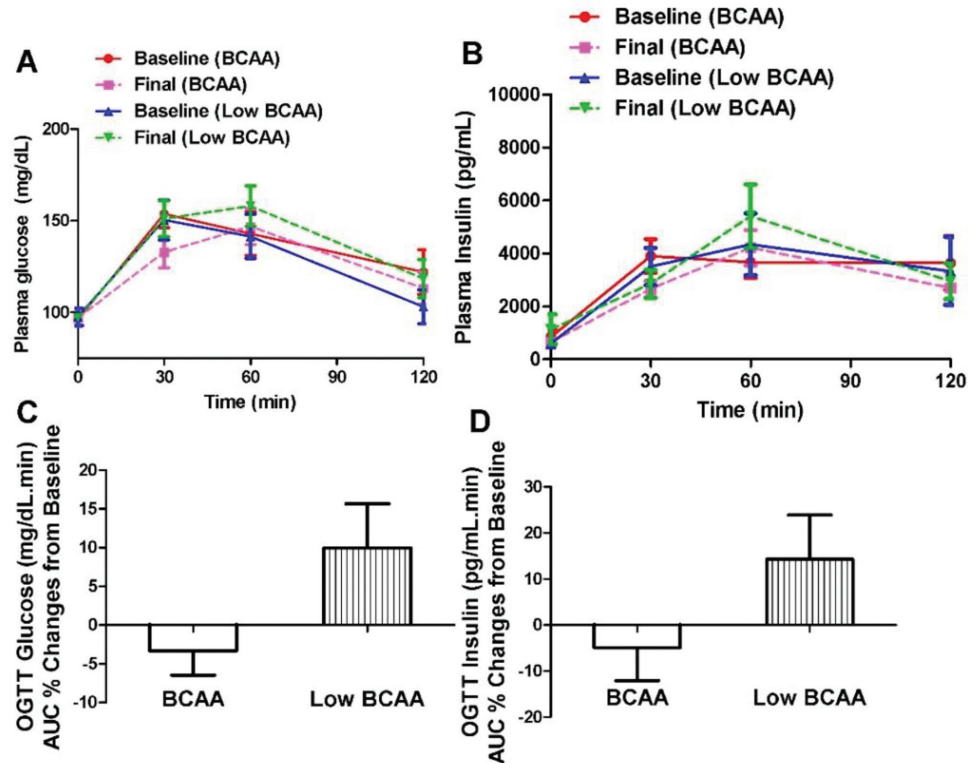 A
Baseline (BCAA)
Final (BCAA)
Baseline (Low BCAA)
Final (Low BCAA)
Plasma glucose (mg/dL)
200
150
100
0 30 60 90 120
Time (min)
B
Baseline (BCAA)
Final (BCAA)
Baseline (Low BCAA)
Final (Low BCAA)
Plasma Insulin (pg/mL)
10000
8000
6000
4000
2000
0
0 30 60 90 120
Time (min)
C
OGTT Glucose (mg/dL.min)
AUC % Changes from Baseline
20
15
10
5
0
-5
-10
BCAA Low BCAA
D
OGTT Insulin (pg/mL.min)
AUC % Changes from Baseline
30
20
10
0
-10
-20
BCAA Low BCAA